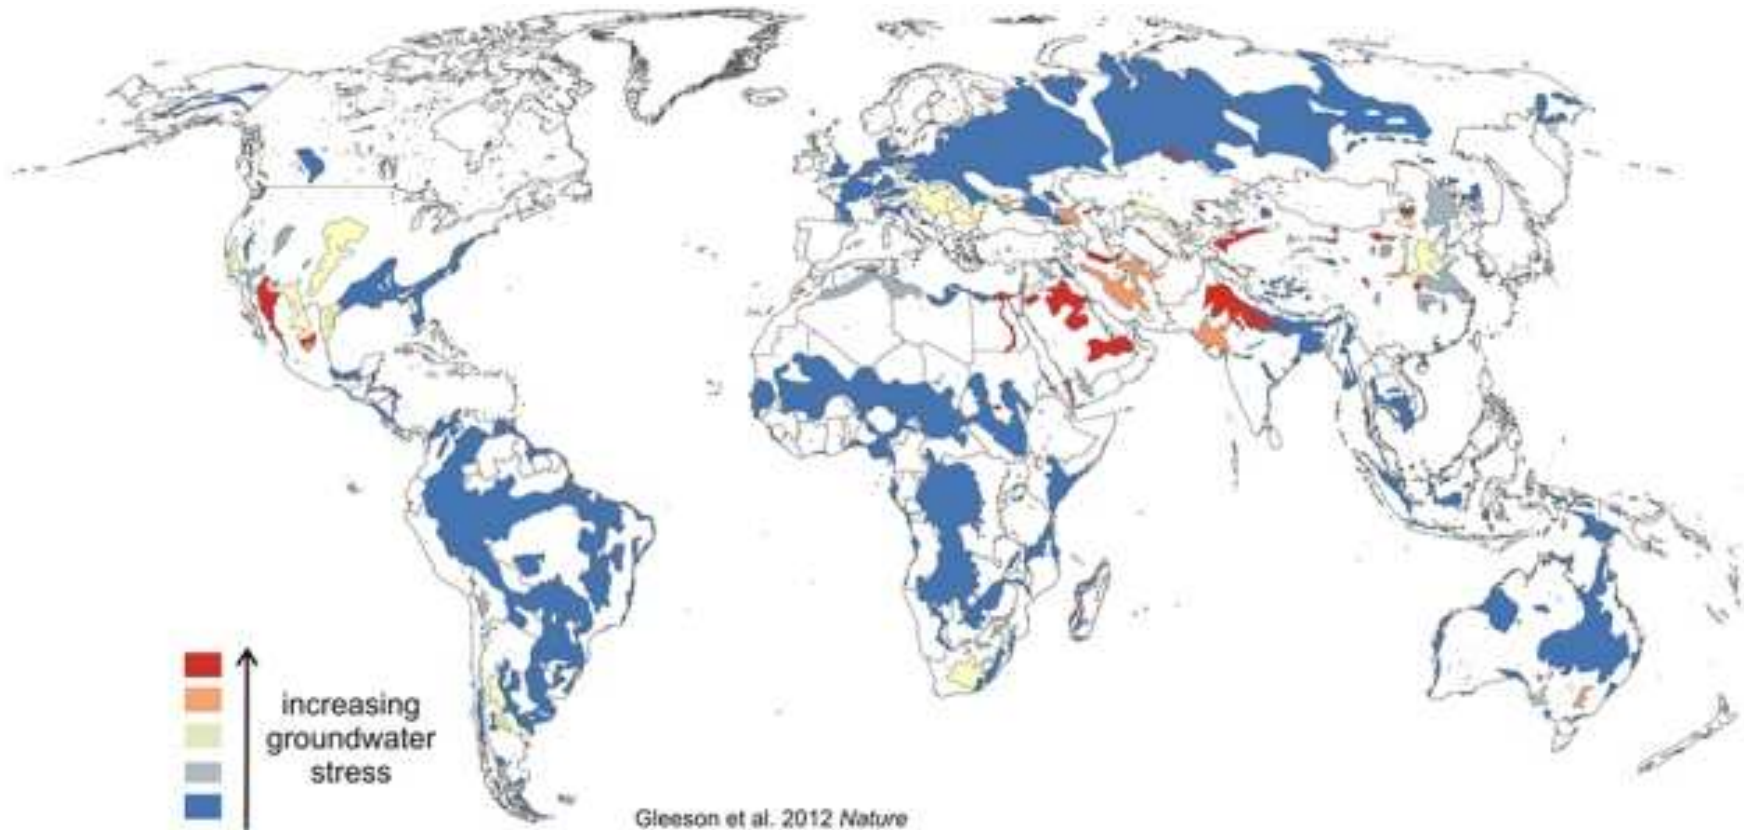 increasing
groundwater
stress
Gleeson et al. 2012 Nature